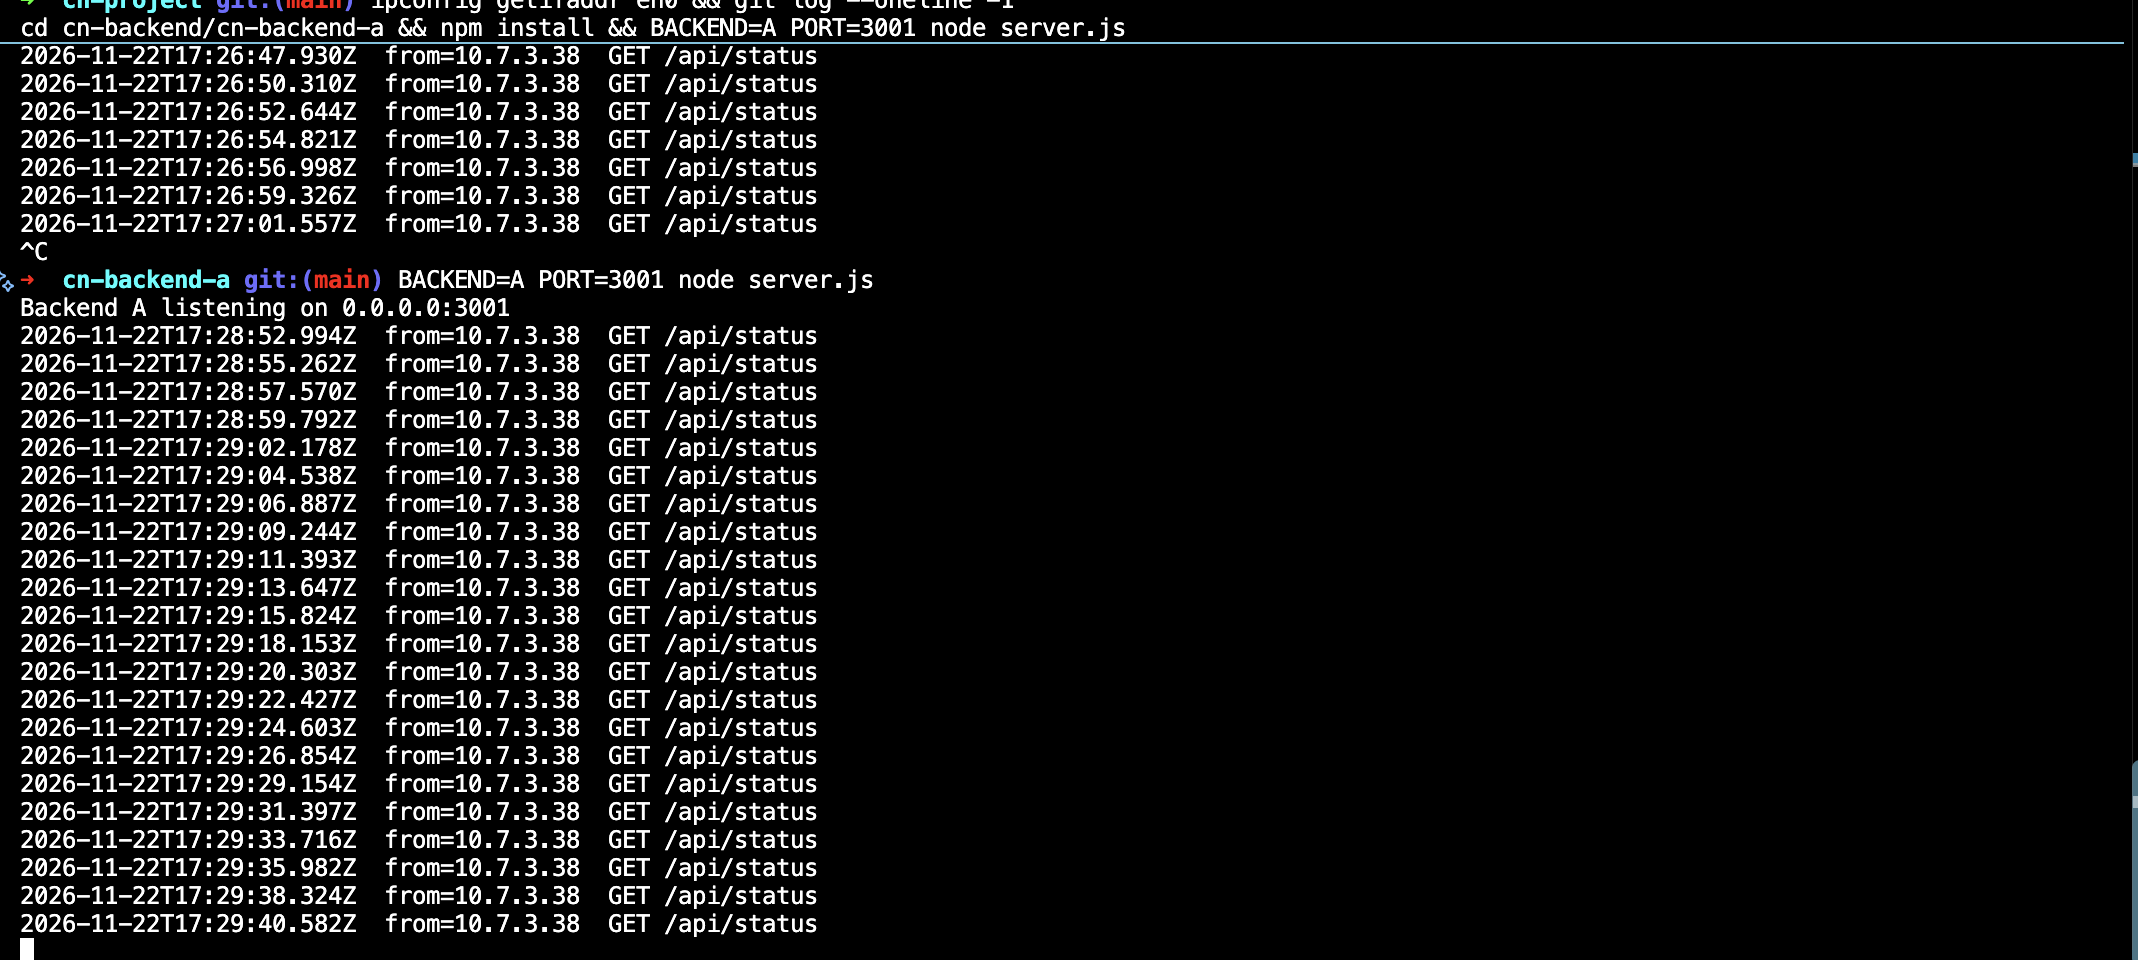 ➜  cn-project git:(main) ipconfig getifaddr en0 && git log --oneline -1
cd cn-backend/cn-backend-a && npm install && BACKEND=A PORT=3001 node server.js
2026-11-22T17:26:47.930Z  from=10.7.3.38  GET /api/status
2026-11-22T17:26:50.310Z  from=10.7.3.38  GET /api/status
2026-11-22T17:26:52.644Z  from=10.7.3.38  GET /api/status
2026-11-22T17:26:54.821Z  from=10.7.3.38  GET /api/status
2026-11-22T17:26:56.998Z  from=10.7.3.38  GET /api/status
2026-11-22T17:26:59.326Z  from=10.7.3.38  GET /api/status
2026-11-22T17:27:01.557Z  from=10.7.3.38  GET /api/status
^C
➜  cn-backend-a git:(main) BACKEND=A PORT=3001 node server.js
Backend A listening on 0.0.0.0:3001
2026-11-22T17:28:52.994Z  from=10.7.3.38  GET /api/status
2026-11-22T17:28:55.262Z  from=10.7.3.38  GET /api/status
2026-11-22T17:28:57.570Z  from=10.7.3.38  GET /api/status
2026-11-22T17:28:59.792Z  from=10.7.3.38  GET /api/status
2026-11-22T17:29:02.178Z  from=10.7.3.38  GET /api/status
2026-11-22T17:29:04.538Z  from=10.7.3.38  GET /api/status
2026-11-22T17:29:06.887Z  from=10.7.3.38  GET /api/status
2026-11-22T17:29:09.244Z  from=10.7.3.38  GET /api/status
2026-11-22T17:29:11.393Z  from=10.7.3.38  GET /api/status
2026-11-22T17:29:13.647Z  from=10.7.3.38  GET /api/status
2026-11-22T17:29:15.824Z  from=10.7.3.38  GET /api/status
2026-11-22T17:29:18.153Z  from=10.7.3.38  GET /api/status
2026-11-22T17:29:20.303Z  from=10.7.3.38  GET /api/status
2026-11-22T17:29:22.427Z  from=10.7.3.38  GET /api/status
2026-11-22T17:29:24.603Z  from=10.7.3.38  GET /api/status
2026-11-22T17:29:26.854Z  from=10.7.3.38  GET /api/status
2026-11-22T17:29:29.154Z  from=10.7.3.38  GET /api/status
2026-11-22T17:29:31.397Z  from=10.7.3.38  GET /api/status
2026-11-22T17:29:33.716Z  from=10.7.3.38  GET /api/status
2026-11-22T17:29:35.982Z  from=10.7.3.38  GET /api/status
2026-11-22T17:29:38.324Z  from=10.7.3.38  GET /api/status
2026-11-22T17:29:40.582Z  from=10.7.3.38  GET /api/status